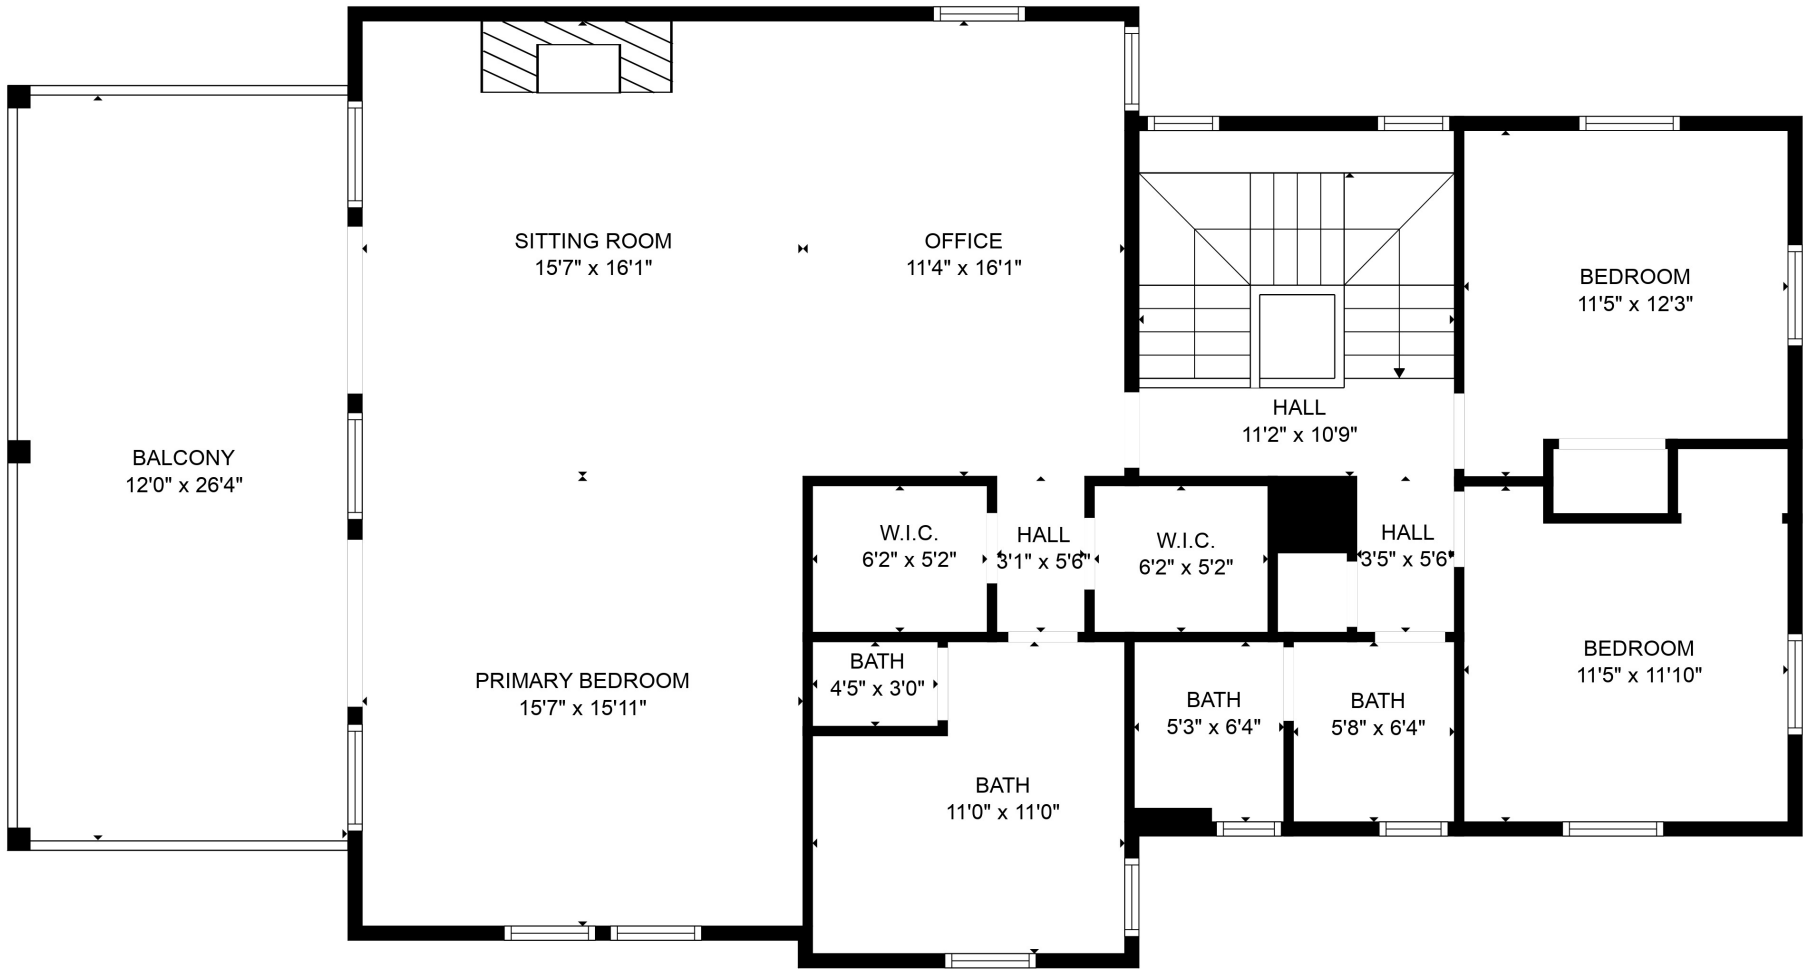 SITTING ROOM
15'7" x 16'1"
OFFICE
11'4" x 16'1"
BEDROOM
11'5" x 12'3"
HALL
11'2" x 10'9"
BALCONY
12'0" x 26'4"
W.I.C.
6'2" x 5'2"
HALL
3'1" x 5'6"
W.I.C.
6'2" x 5'2"
HALL
3'5" x 5'6"
BEDROOM
11'5" x 11'10"
PRIMARY BEDROOM
15'7" x 15'11"
BATH
4'5" x 3'0"
BATH
5'3" x 6'4"
BATH
5'8" x 6'4"
BATH
11'0" x 11'0"